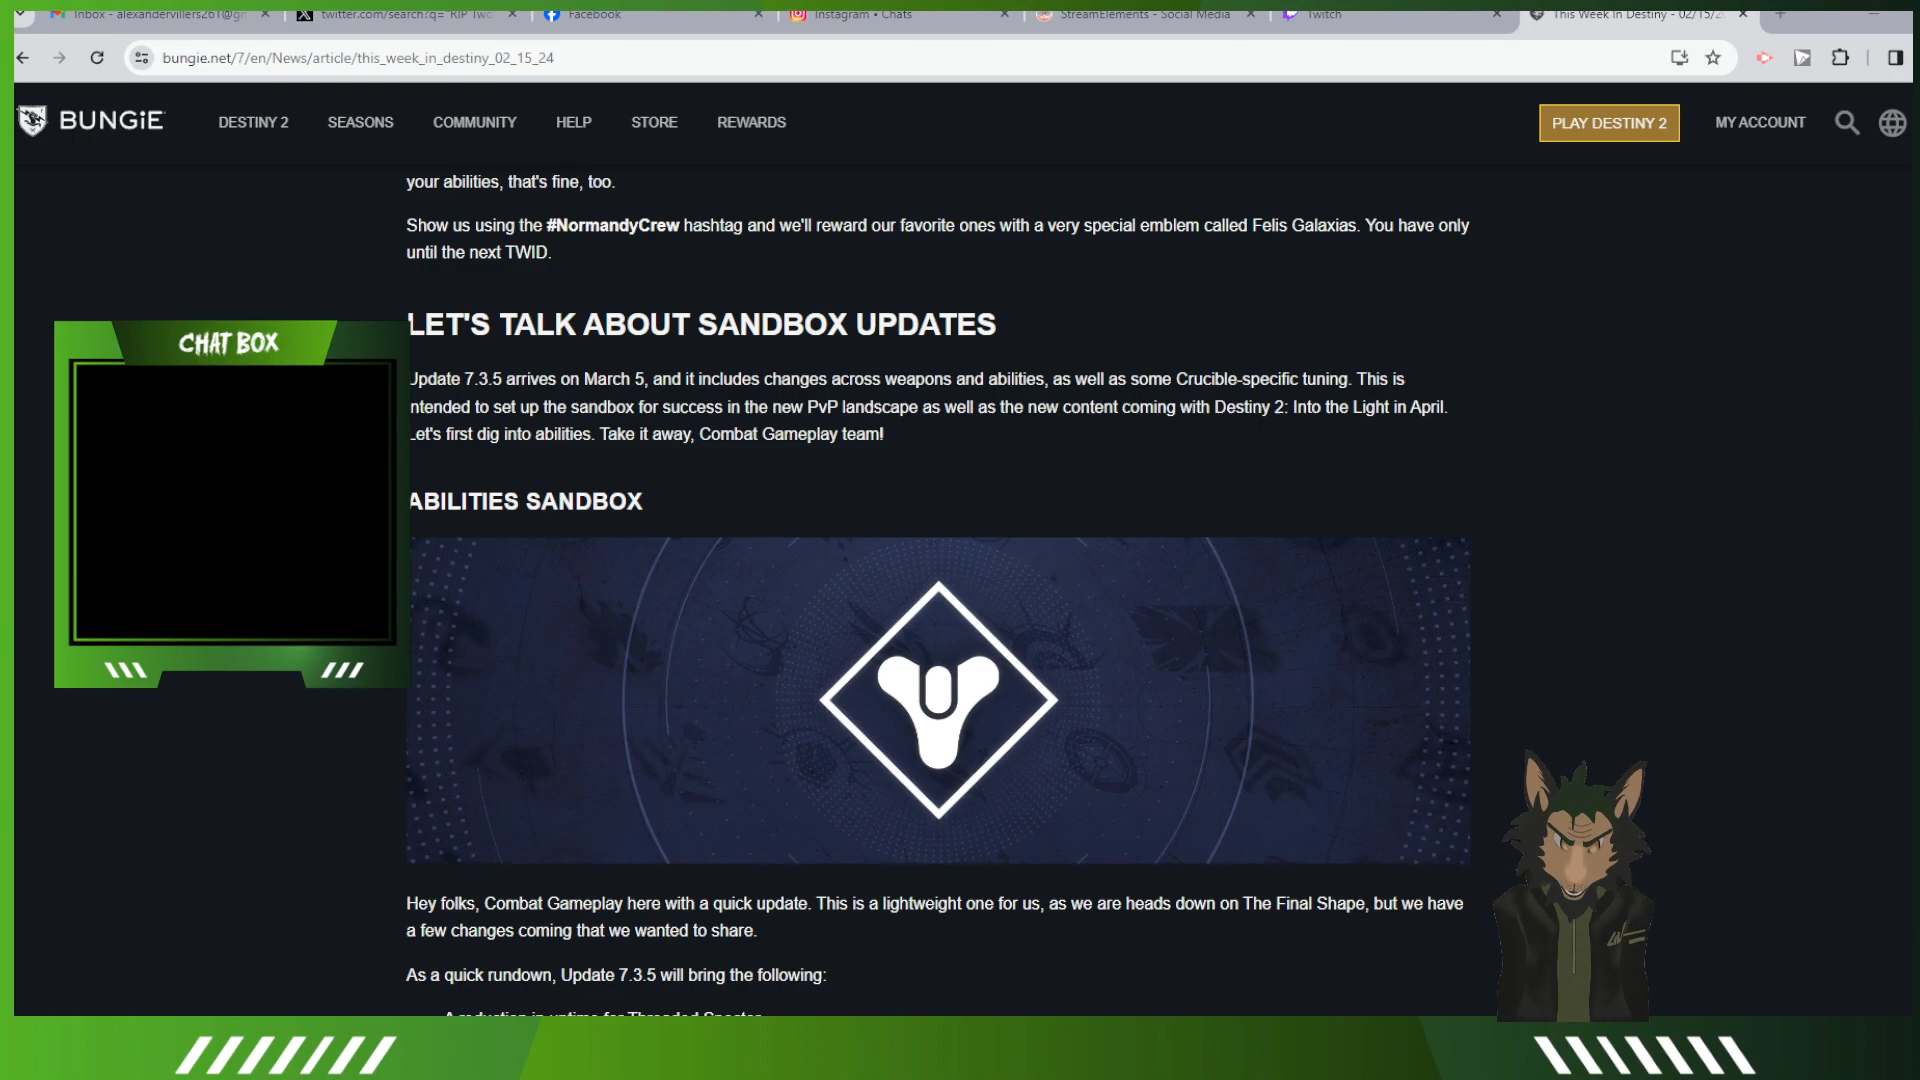 Inbox - alexandervillers261@gm
twitter.com/search?q="RIP Two
Facebook
Instagram • Chats
StreamElements - Social Media
Twitch
This Week In Destiny - 02/15/2
bungie.net/7/en/News/article/this_week_in_destiny_02_15_24
BUNGiE
DESTINY 2
SEASONS
COMMUNITY
HELP
STORE
REWARDS
PLAY DESTINY 2
MY ACCOUNT
your abilities, that's fine, too.
Show us using the #NormandyCrew hashtag and we'll reward our favorite ones with a very special emblem called Felis Galaxias. You have only
until the next TWID.
LET'S TALK ABOUT SANDBOX UPDATES
CHAT BOX
Update 7.3.5 arrives on March 5, and it includes changes across weapons and abilities, as well as some Crucible-specific tuning. This is
intended to set up the sandbox for success in the new PvP landscape as well as the new content coming with Destiny 2: Into the Light in April.
Let's first dig into abilities. Take it away, Combat Gameplay team!
ABILITIES SANDBOX
Hey folks, Combat Gameplay here with a quick update. This is a lightweight one for us, as we are heads down on The Final Shape, but we have
a few changes coming that we wanted to share.
As a quick rundown, Update 7.3.5 will bring the following:
A reduction in uptime for Threaded Specter